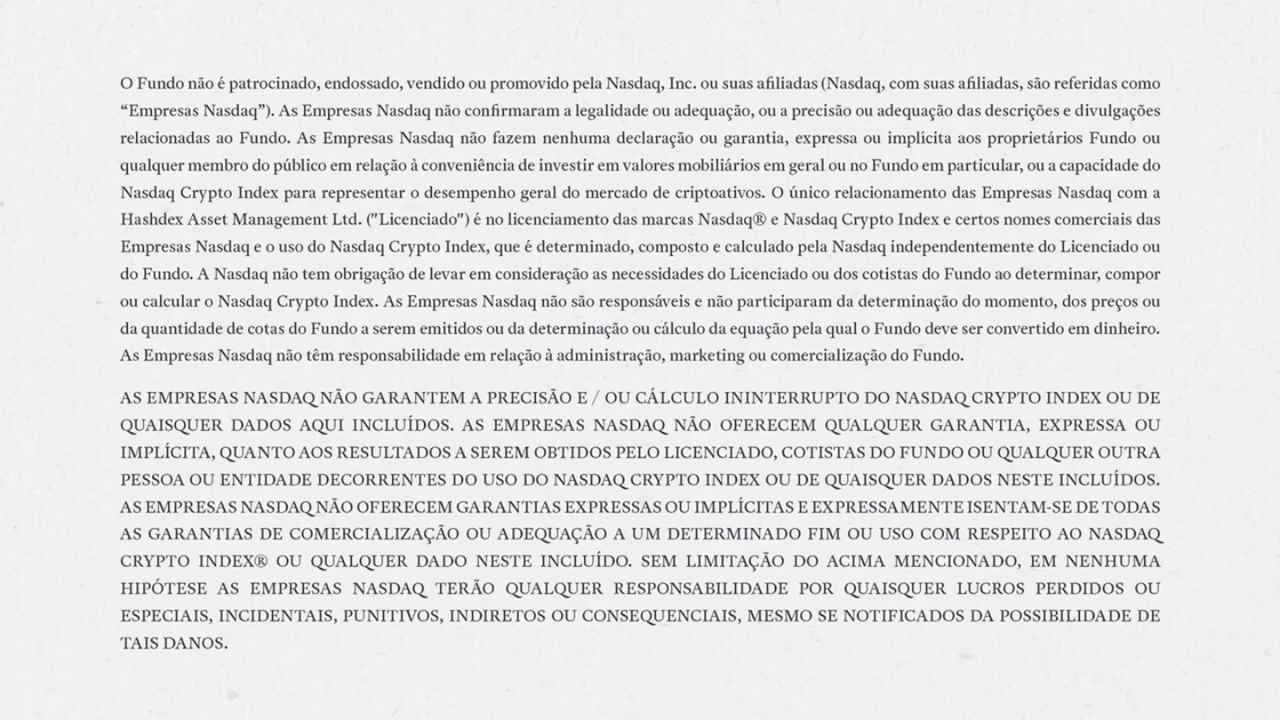 O Fundo não é patrocinado, endossado, vendido ou promovido pela Nasdaq, Inc. ou suas afiliadas (Nasdaq, com suas afiliadas, são referidas como
“Empresas Nasdaq”). As Empresas Nasdaq não confirmaram a legalidade ou adequação, ou a precisão ou adequação das descrições e divulgações
relacionadas ao Fundo. As Empresas Nasdaq não fazem nenhuma declaração ou garantia, expressa ou implícita aos proprietários Fundo ou
qualquer membro do público em relação à conveniência de investir em valores mobiliários em geral ou no Fundo em particular, ou a capacidade do
Nasdaq Crypto Index para representar o desempenho geral do mercado de criptoativos. O único relacionamento das Empresas Nasdaq com a
Hashdex Asset Management Ltd. ("Licenciado") é no licenciamento das marcas Nasdaq® e Nasdaq Crypto Index e certos nomes comerciais das
Empresas Nasdaq e o uso do Nasdaq Crypto Index, que é determinado, composto e calculado pela Nasdaq independentemente do Licenciado ou
do Fundo. A Nasdaq não tem obrigação de levar em consideração as necessidades do Licenciado ou dos cotistas do Fundo ao determinar, compor
ou calcular o Nasdaq Crypto Index. As Empresas Nasdaq não são responsáveis e não participaram da determinação do momento, dos preços ou
da quantidade de cotas do Fundo a serem emitidos ou da determinação ou cálculo da equação pela qual o Fundo deve ser convertido em dinheiro.
As Empresas Nasdaq não têm responsabilidade em relação à administração, marketing ou comercialização do Fundo.
AS EMPRESAS NASDAQ NÃO GARANTEM A PRECISÃO E / OU CÁLCULO ININTERRUPTO DO NASDAQ CRYPTO INDEX OU DE
QUAISQUER DADOS AQUI INCLUÍDOS. AS EMPRESAS NASDAQ NÃO OFERECEM QUALQUER GARANTIA, EXPRESSA OU
IMPLÍCITA, QUANTO AOS RESULTADOS A SEREM OBTIDOS PELO LICENCIADO, COTISTAS DO FUNDO OU QUALQUER OUTRA
PESSOA OU ENTIDADE DECORRENTES DO USO DO NASDAQ CRYPTO INDEX OU DE QUAISQUER DADOS NESTE INCLUÍDOS.
AS EMPRESAS NASDAQ NÃO OFERECEM GARANTIAS EXPRESSAS OU IMPLÍCITAS E EXPRESSAMENTE ISENTAM-SE DE TODAS
AS GARANTIAS DE COMERCIALIZAÇÃO OU ADEQUAÇÃO A UM DETERMINADO FIM OU USO COM RESPEITO AO NASDAQ
CRYPTO INDEX® OU QUALQUER DADO NESTE INCLUÍDO. SEM LIMITAÇÃO DO ACIMA MENCIONADO, EM NENHUMA
HIPÓTESE AS EMPRESAS NASDAQ TERÃO QUALQUER RESPONSABILIDADE POR QUAISQUER LUCROS PERDIDOS OU
ESPECIAIS, INCIDENTAIS, PUNITIVOS, INDIRETOS OU CONSEQUENCIAIS, MESMO SE NOTIFICADOS DA POSSIBILIDADE DE
TAIS DANOS.